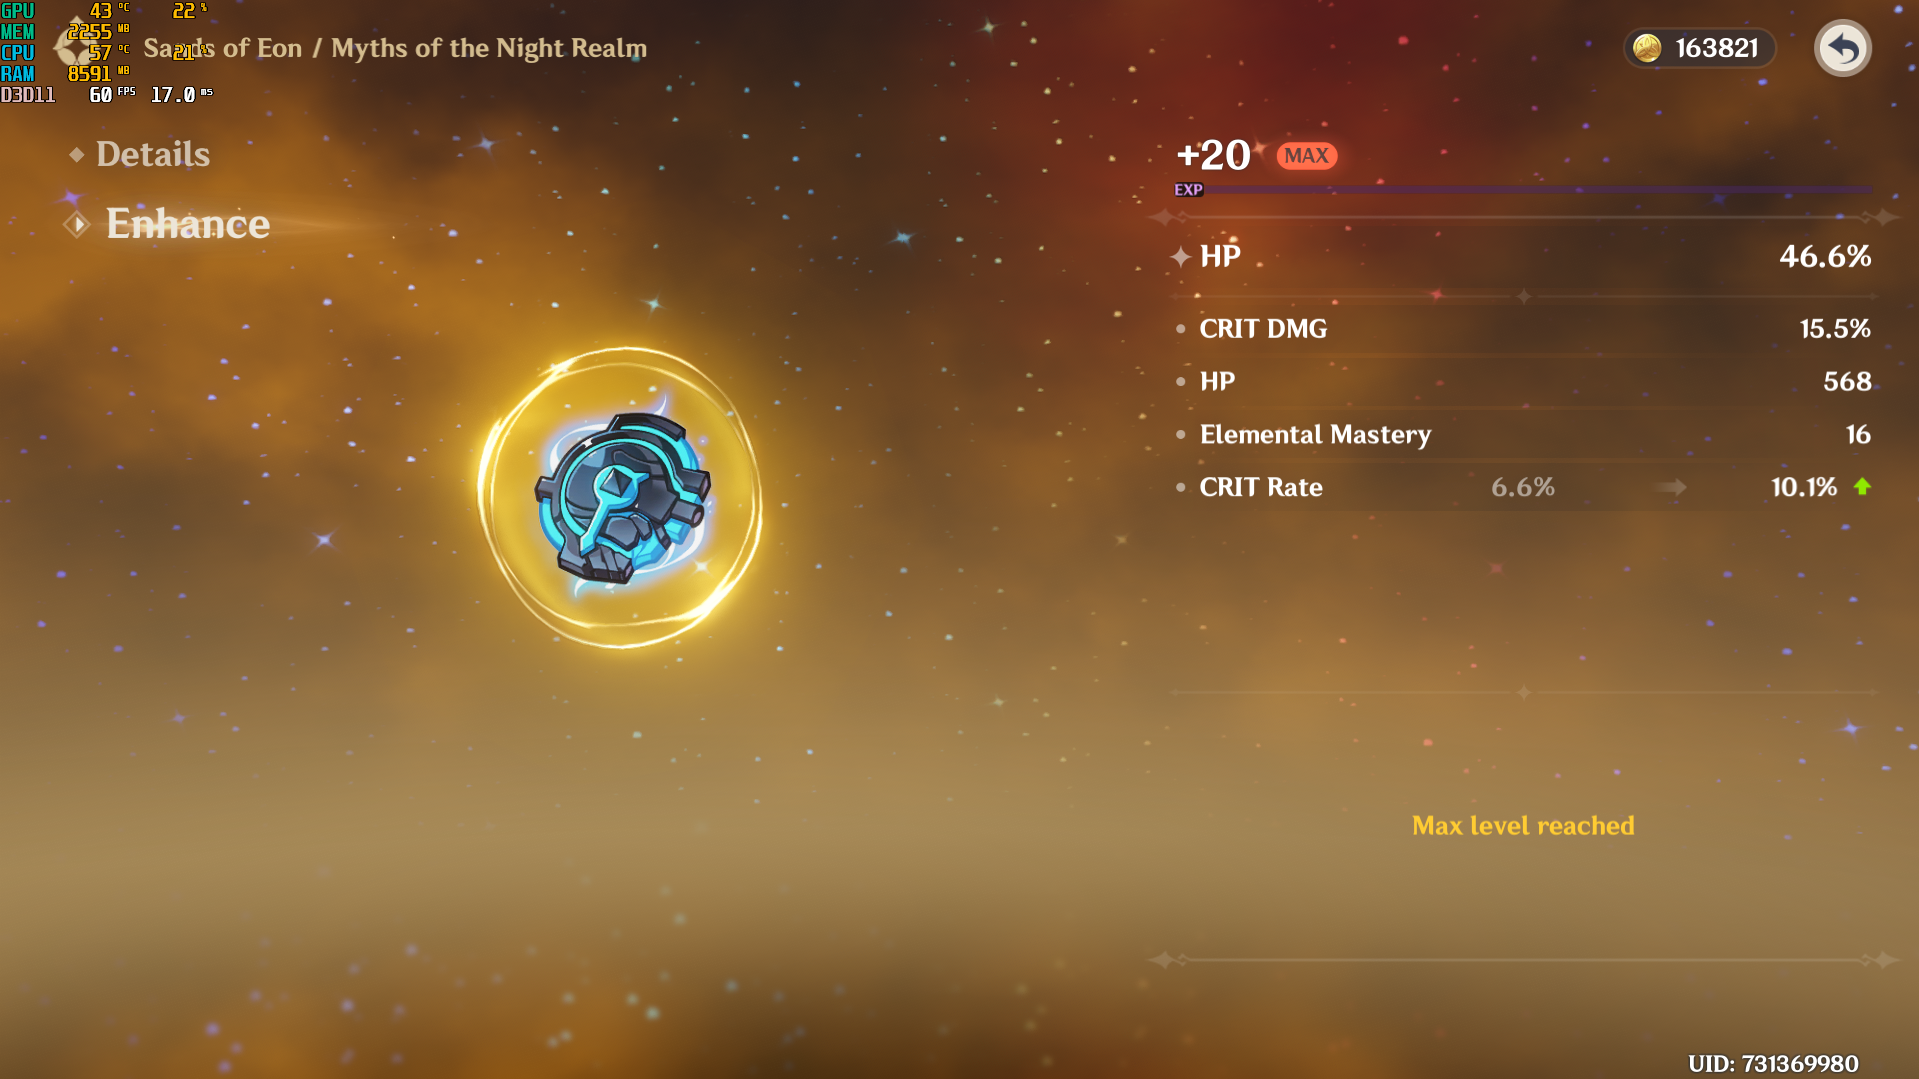 GPU 43 °C 22 %
MEM 2255 MB
CPU 57 °C 21 %
RAM 8591 MB
D3D11 60 FPS 17.0 ms
Sands of Eon / Myths of the Night Realm
163821
Details
Enhance
+20 MAX
EXP
HP 46.6%
CRIT DMG 15.5%
HP 568
Elemental Mastery 16
CRIT Rate 6.6% 10.1%
Max level reached
UID: 731369980